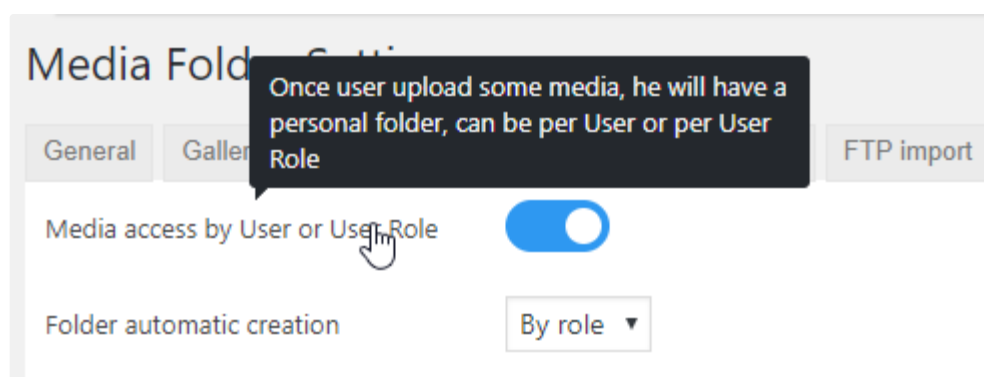 Media Fold
Once user upload some media, he will have a
personal folder, can be per User or per User
Role
General Galler FTP import
Media access by User or User Role
Folder automatic creation By role